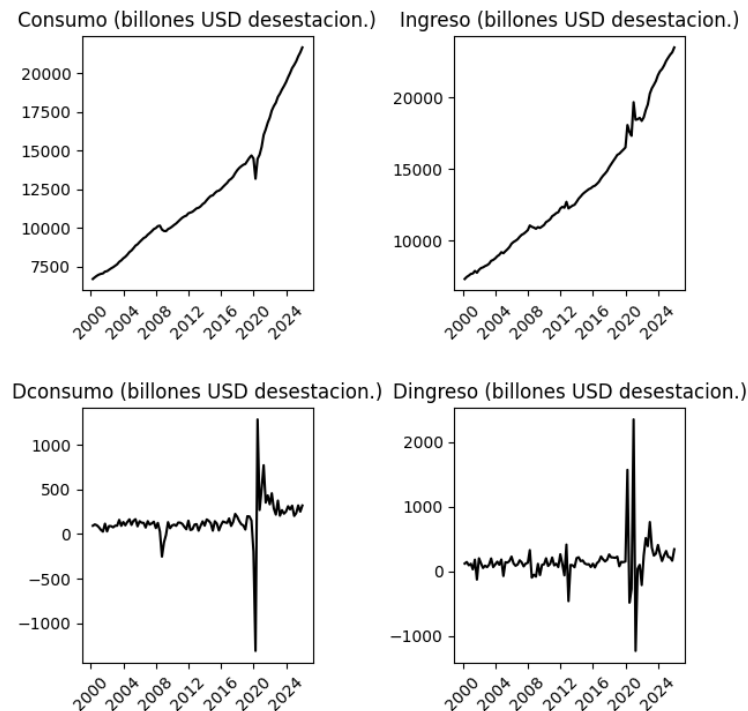 Consumo (billones USD desestacion.)
20000
17500
15000
12500
10000
7500
2000 2004 2008 2012 2016 2020 2024
Ingreso (billones USD desestacion.)
20000
15000
10000
2000 2004 2008 2012 2016 2020 2024
Dconsumo (billones USD desestacion.)
1000
500
0
−500
−1000
2000 2004 2008 2012 2016 2020 2024
Dingreso (billones USD desestacion.)
2000
1000
0
−1000
2000 2004 2008 2012 2016 2020 2024